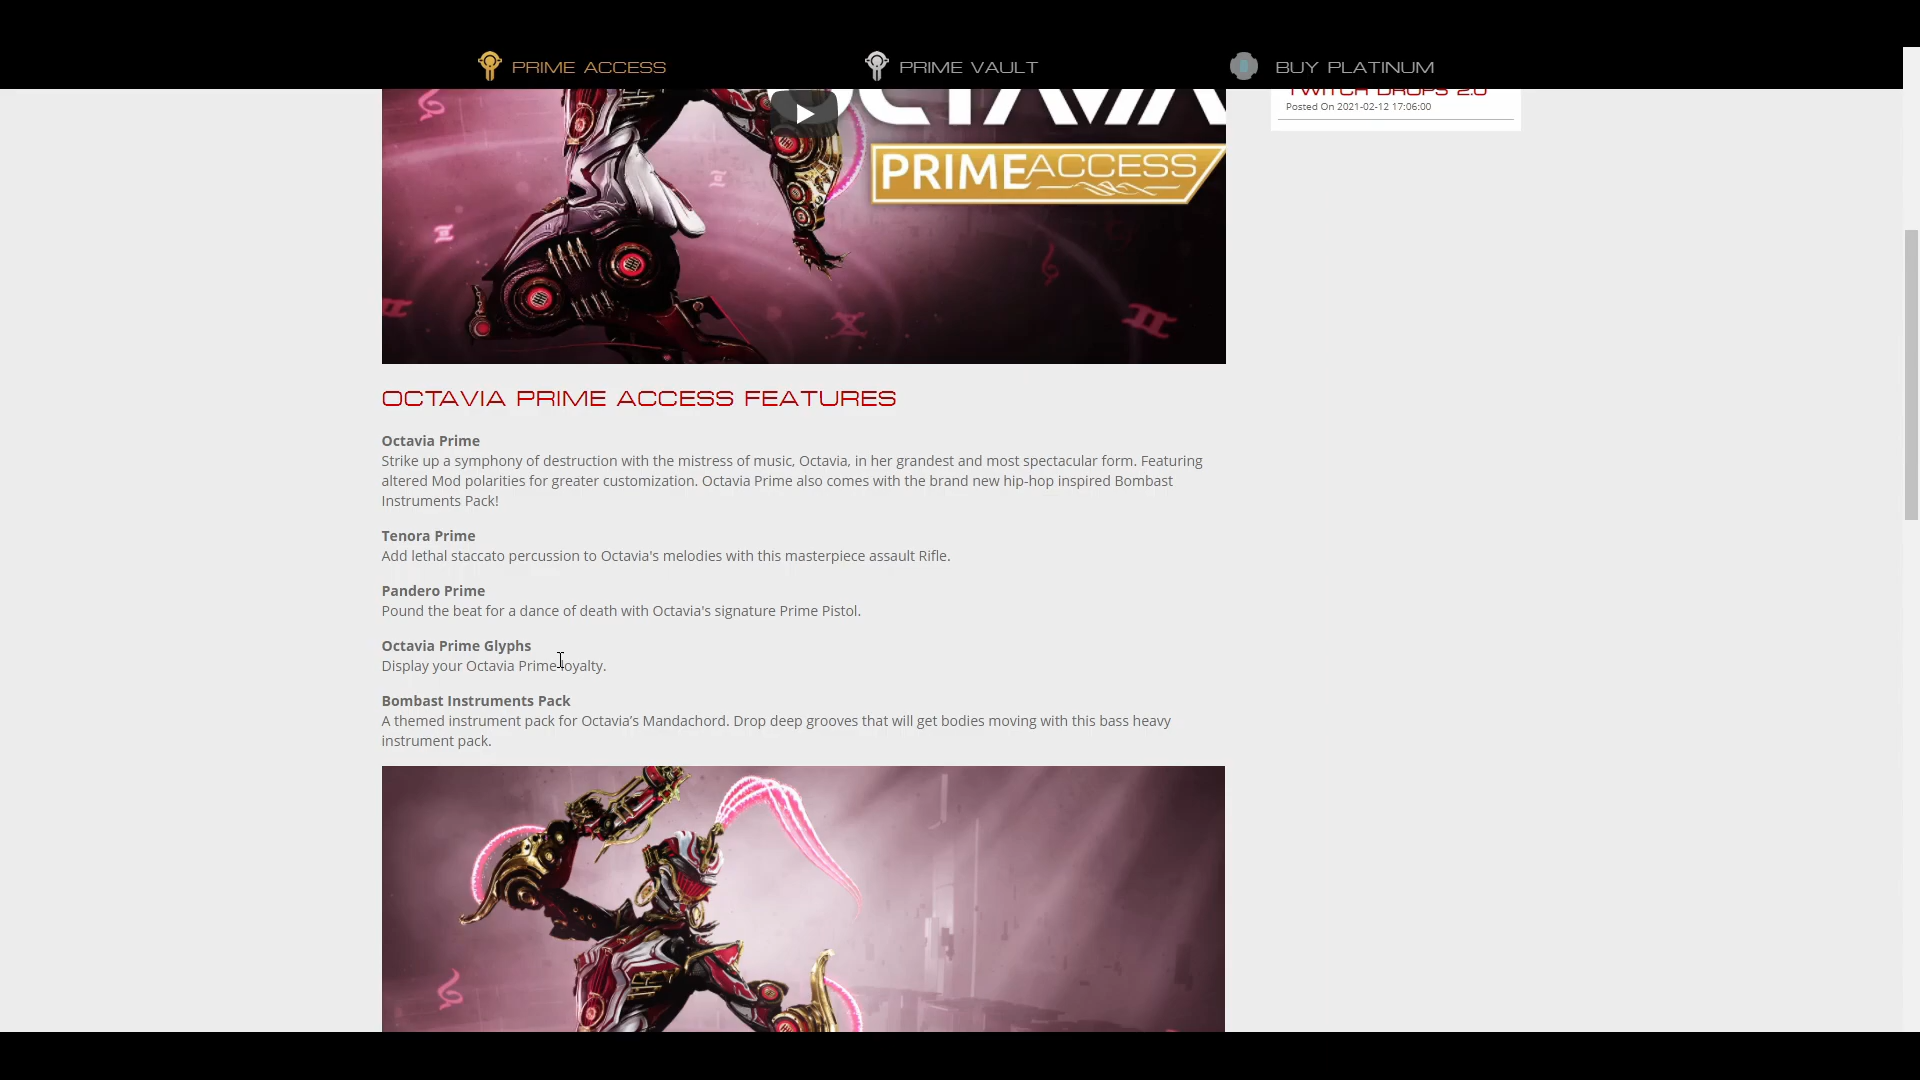 PRIME ACCESS
PRIME VAULT
BUY PLATINUM
OCTAVIA
PRIMEACCESS
TWITCH DROPS 2.0
Posted On 2021-02-12 17:06:00
OCTAVIA PRIME ACCESS FEATURES
Octavia Prime
Strike up a symphony of destruction with the mistress of music, Octavia, in her grandest and most spectacular form. Featuring
altered Mod polarities for greater customization. Octavia Prime also comes with the brand new hip-hop inspired Bombast
Instruments Pack!
Tenora Prime
Add lethal staccato percussion to Octavia's melodies with this masterpiece assault Rifle.
Pandero Prime
Pound the beat for a dance of death with Octavia's signature Prime Pistol.
Octavia Prime Glyphs
Display your Octavia Prime loyalty.
Bombast Instruments Pack
A themed instrument pack for Octavia’s Mandachord. Drop deep grooves that will get bodies moving with this bass heavy
instrument pack.